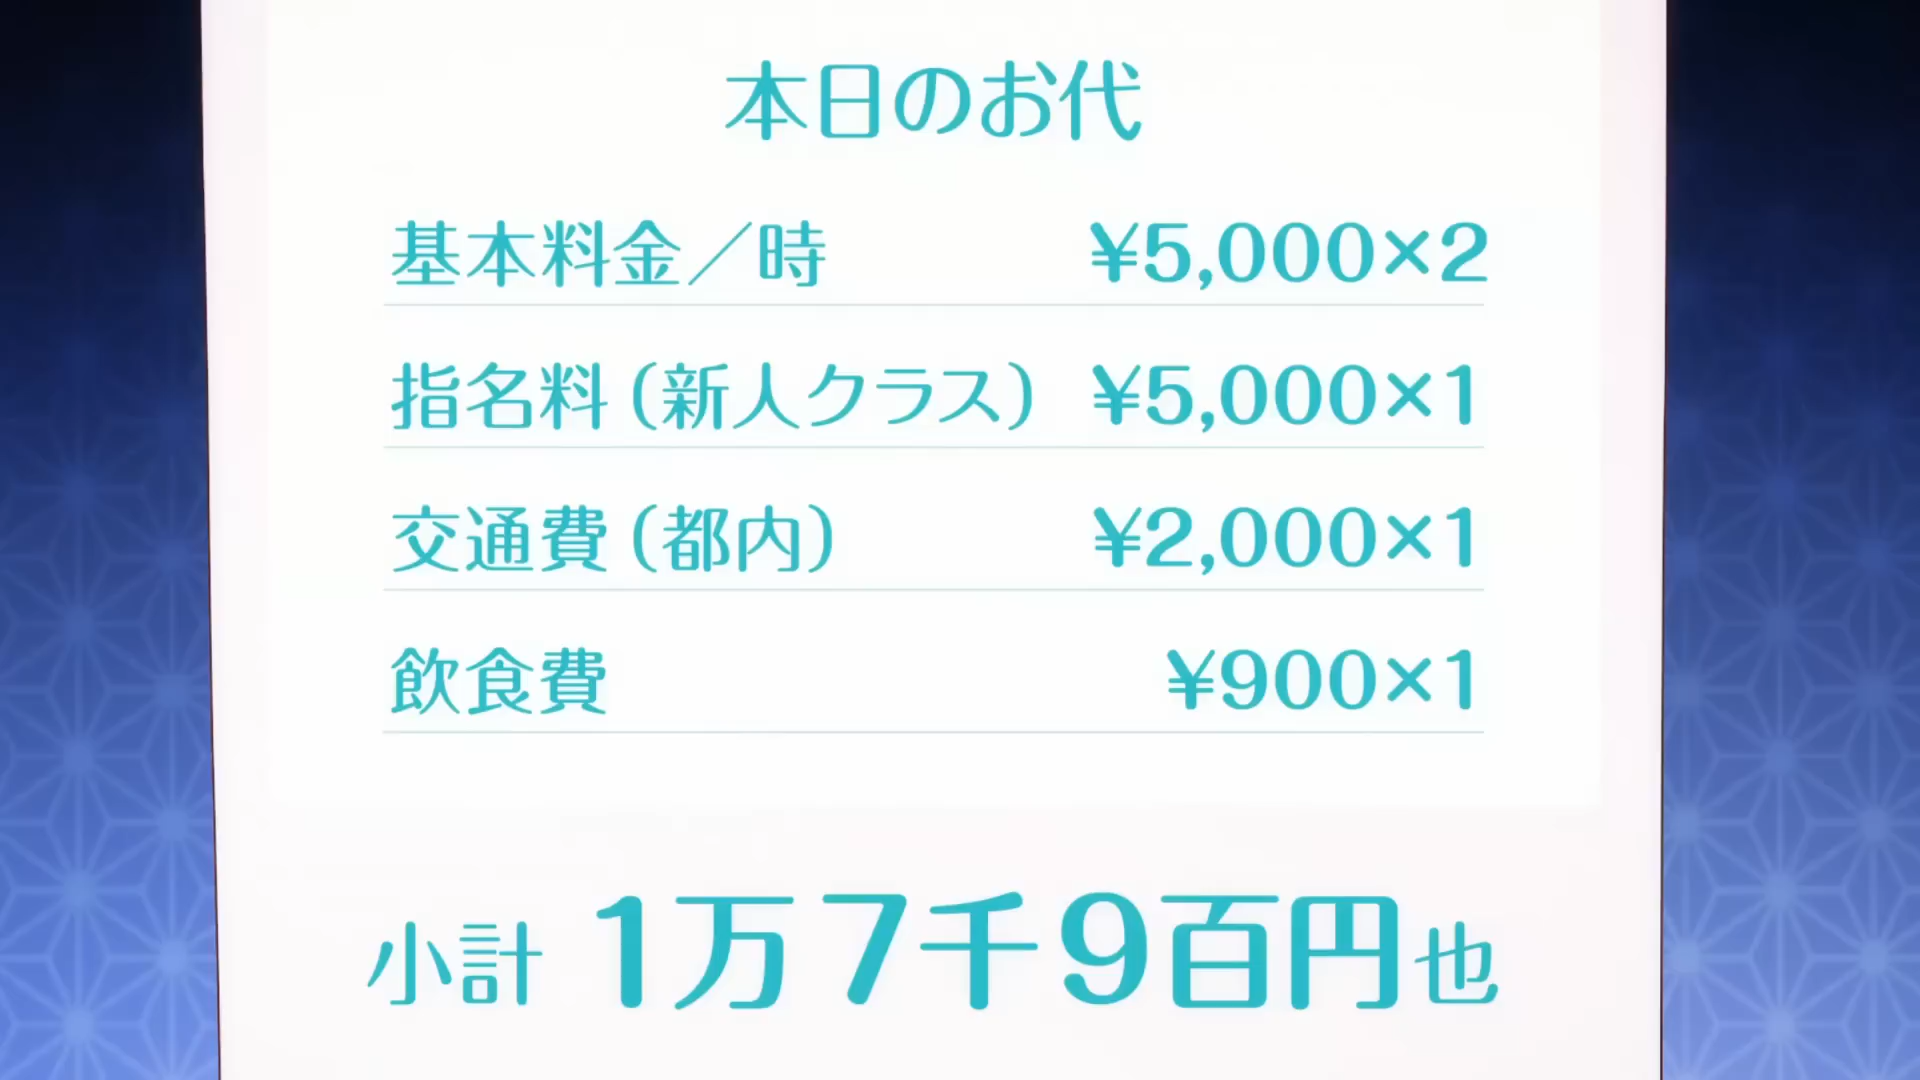 本日のお代
基本料金／時 ¥5,000×2
指名料（新人クラス） ¥5,000×1
交通費（都内） ¥2,000×1
飲食費 ¥900×1
小計 1万7千9百円也